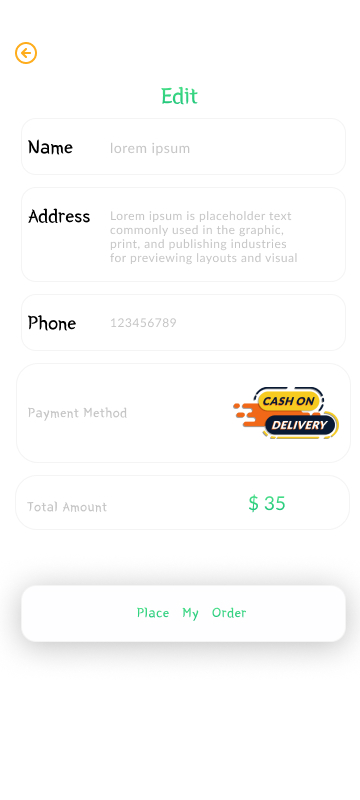 Edit
Name lorem ipsum
Address Lorem ipsum is placeholder text
commonly used in the graphic,
print, and publishing industries
for previewing layouts and visual
Phone 123456789
Payment Method
CASH ON
DELIVERY
Total Amount $ 35
Place My Order